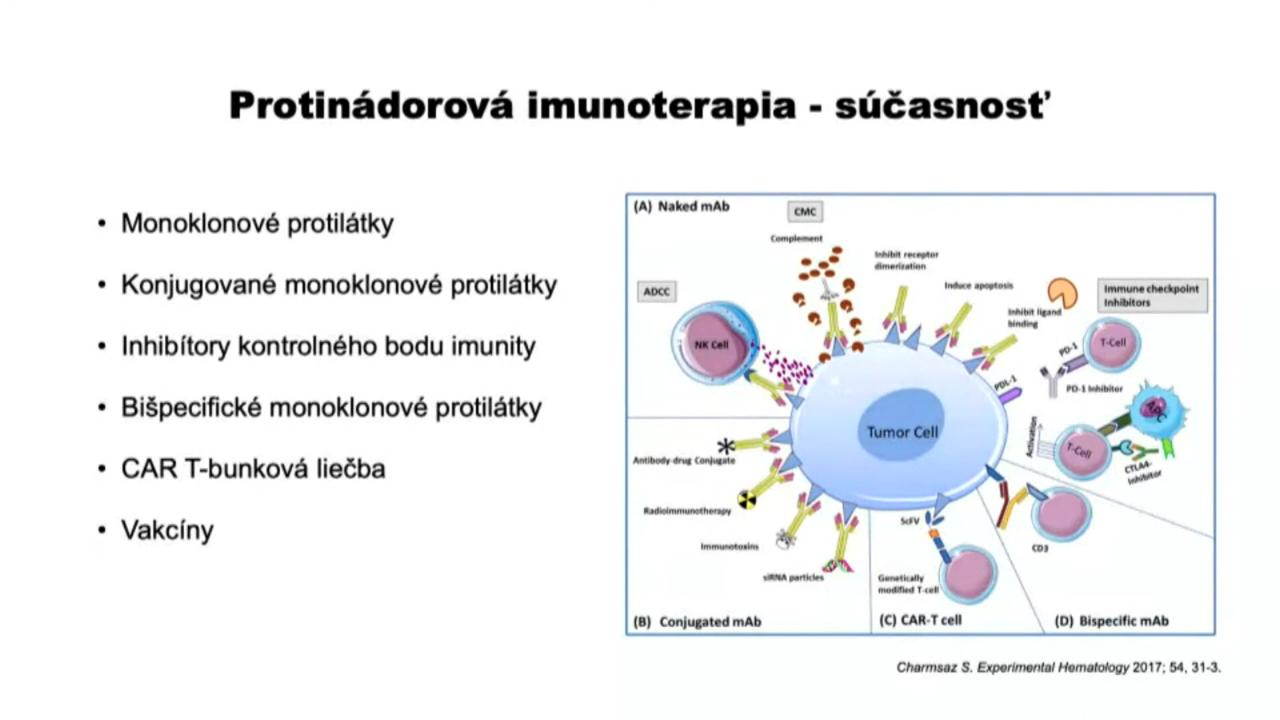 Protinádorová imunoterapia - súčasnosť
• Monoklonové protilátky
• Konjugované monoklonové protilátky
• Inhibítory kontrolného bodu imunity
• Bišpecifické monoklonové protilátky
• CAR T-bunková liečba
• Vakcíny
(A) Naked mAb
CMC
Complement
Inhibit receptor
dimerization
ADCC
Induce apoptosis
Immune checkpoint
Inhibitors
Inhibit ligand
binding
NK Cell
PD-1
T-Cell
PDL-1
PD-1 Inhibitor
Tumor Cell
APC
Activation
T-Cell
CTLA4-
Inhibitor
Antibody-drug Conjugate
Radioimmunotherapy
ScFV
Immunotoxins
CD3
siRNA particles
Genetically
modified T-cell
(B) Conjugated mAb
(C) CAR-T cell
(D) Bispecific mAb
Charmsaz S. Experimental Hematology 2017; 54, 31-3.